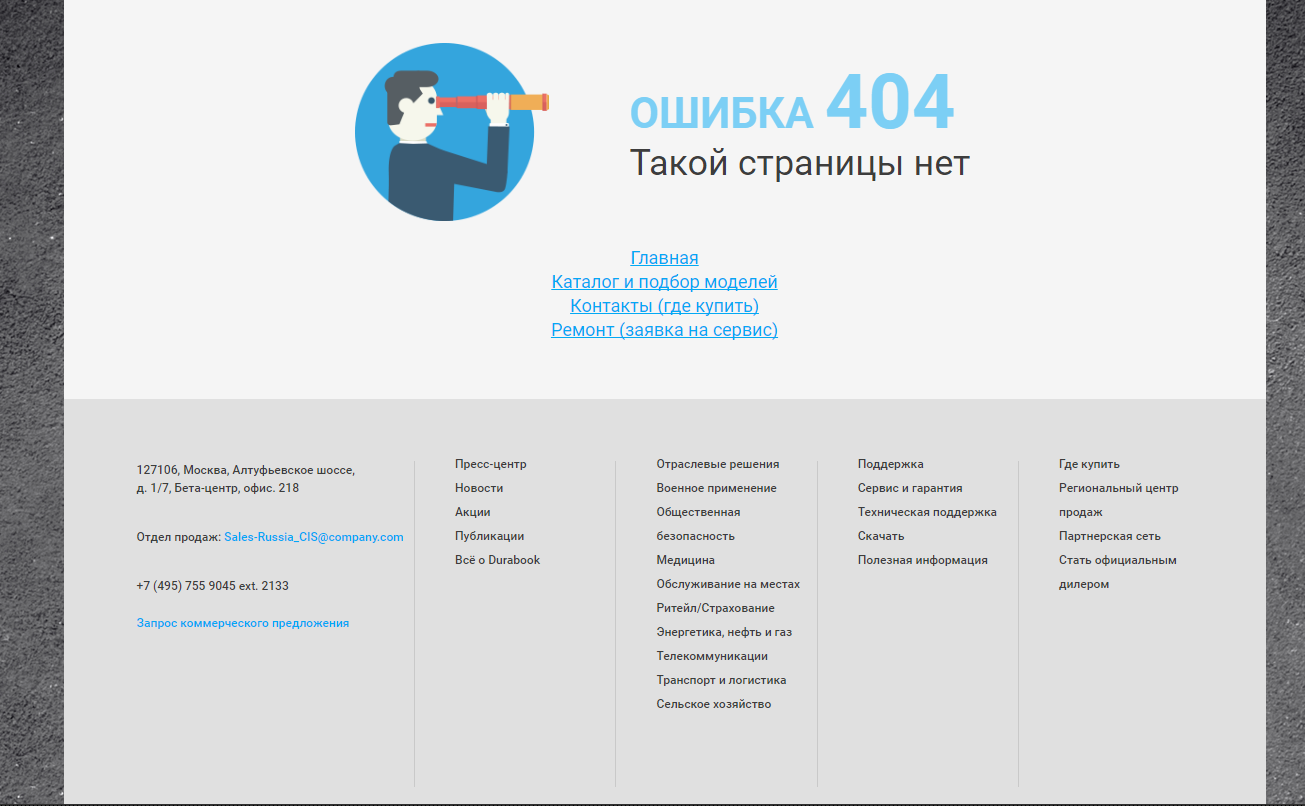 ОШИБКА 404
Такой страницы нет
Главная
Каталог и подбор моделей
Контакты (где купить)
Ремонт (заявка на сервис)
127106, Москва, Алтуфьевское шоссе,
д. 1/7, Бета-центр, офис. 218
Отдел продаж: Sales-Russia_CIS@company.com
+7 (495) 755 9045 ext. 2133
Запрос коммерческого предложения
Пресс-центр
Новости
Акции
Публикации
Всё о Durabook
Отраслевые решения
Военное применение
Общественная
безопасность
Медицина
Обслуживание на местах
Ритейл/Страхование
Энергетика, нефть и газ
Телекоммуникации
Транспорт и логистика
Сельское хозяйство
Поддержка
Сервис и гарантия
Техническая поддержка
Скачать
Полезная информация
Где купить
Региональный центр
продаж
Партнерская сеть
Стать официальным
дилером